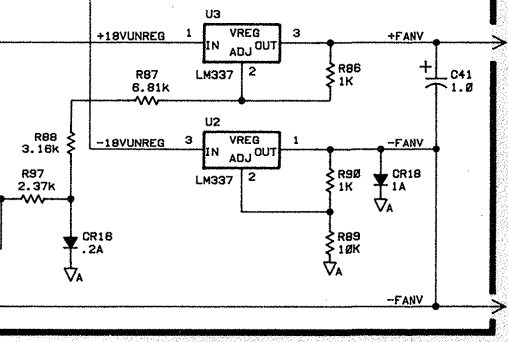 U3
+18VUNREG 1 IN VREG OUT 3 +FANV
ADJ
LM337 2
R86
1K
+ C41
1.0
R87
6.81k
R88
3.16k
U2
-18VUNREG 3 IN VREG OUT 1 -FANV
ADJ
LM337 2
R90
1K
CR18
1A
A
R97
2.37k
CR16
.2A
A
R89
10K
A
-FANV